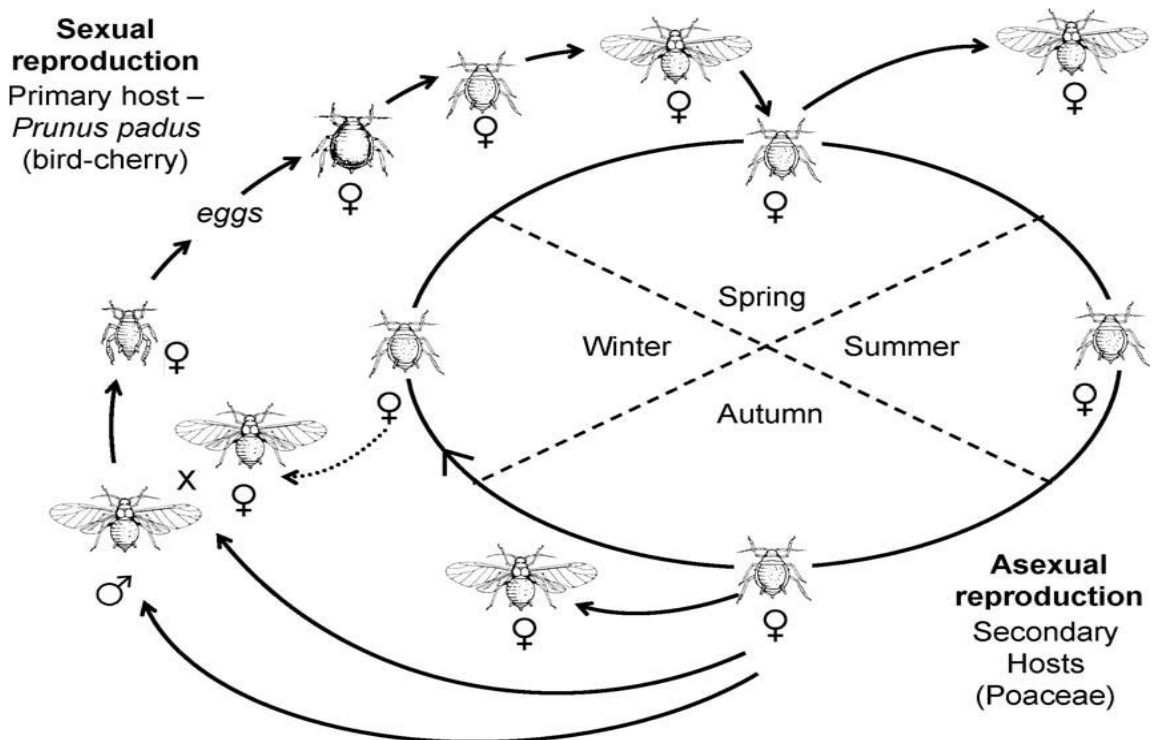 Sexual
reproduction
Primary host –
Prunus padus
(bird-cherry)
♀
♀
♀
♀
♀
eggs
♀
♀
♀
X
♀
♂
Spring
Winter
Summer
Autumn
♀
♀
♀
Asexual
reproduction
Secondary
Hosts
(Poaceae)